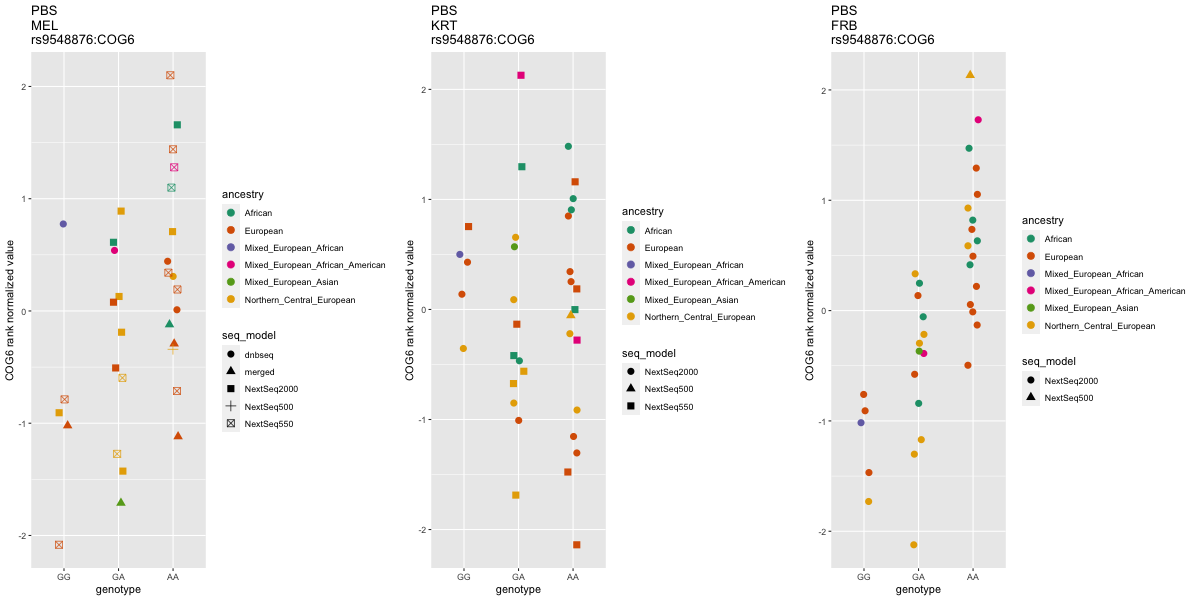 PBS
MEL
rs9548876:COG6
COG6 rank normalized value
2
1
0
-1
-2
GG
GA
AA
genotype
ancestry
African
European
Mixed_European_African
Mixed_European_African_American
Mixed_European_Asian
Northern_Central_European
seq_model
dnbseq
merged
NextSeq2000
NextSeq500
NextSeq550
PBS
KRT
rs9548876:COG6
COG6 rank normalized value
2
1
0
-1
-2
GG
GA
AA
genotype
ancestry
African
European
Mixed_European_African
Mixed_European_African_American
Mixed_European_Asian
Northern_Central_European
seq_model
NextSeq2000
NextSeq500
NextSeq550
PBS
FRB
rs9548876:COG6
COG6 rank normalized value
2
1
0
-1
-2
GG
GA
AA
genotype
ancestry
African
European
Mixed_European_African
Mixed_European_African_American
Mixed_European_Asian
Northern_Central_European
seq_model
NextSeq2000
NextSeq500